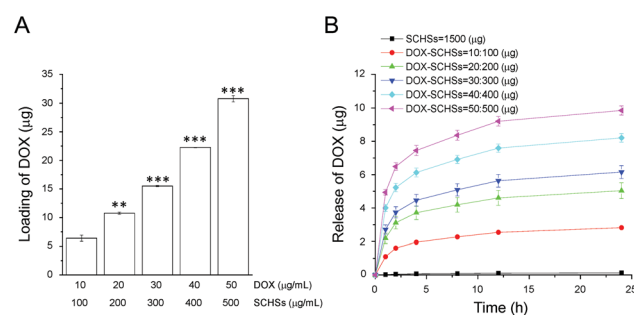 A
Loading of DOX (μg)
35
30
25
20
15
10
5
0
**
***
***
***
10 20 30 40 50 DOX (μg/mL)
100 200 300 400 500 SCHSs (μg/mL)
B
SCHSs=1500 (μg)
DOX-SCHSs=10:100 (μg)
DOX-SCHSs=20:200 (μg)
DOX-SCHSs=30:300 (μg)
DOX-SCHSs=40:400 (μg)
DOX-SCHSs=50:500 (μg)
Release of DOX (μg)
12
10
8
6
4
2
0
0 5 10 15 20 25
Time (h)